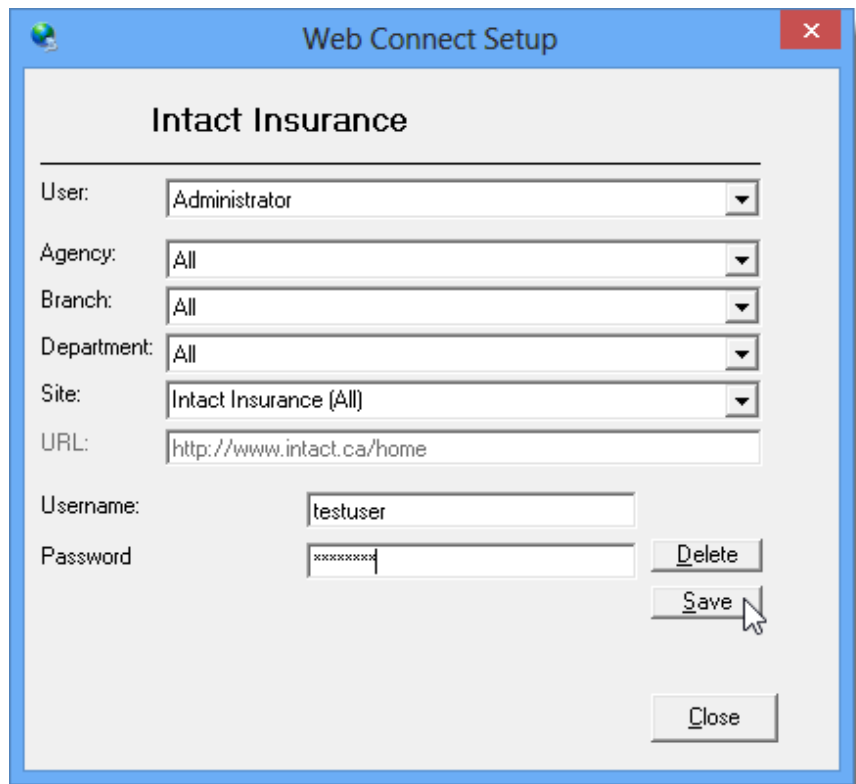 Web Connect Setup
Intact Insurance
User: Administrator
Agency: All
Branch: All
Department: All
Site: Intact Insurance (All)
URL: http://www.intact.ca/home
Username: testuser
Password ********
Delete
Save
Close